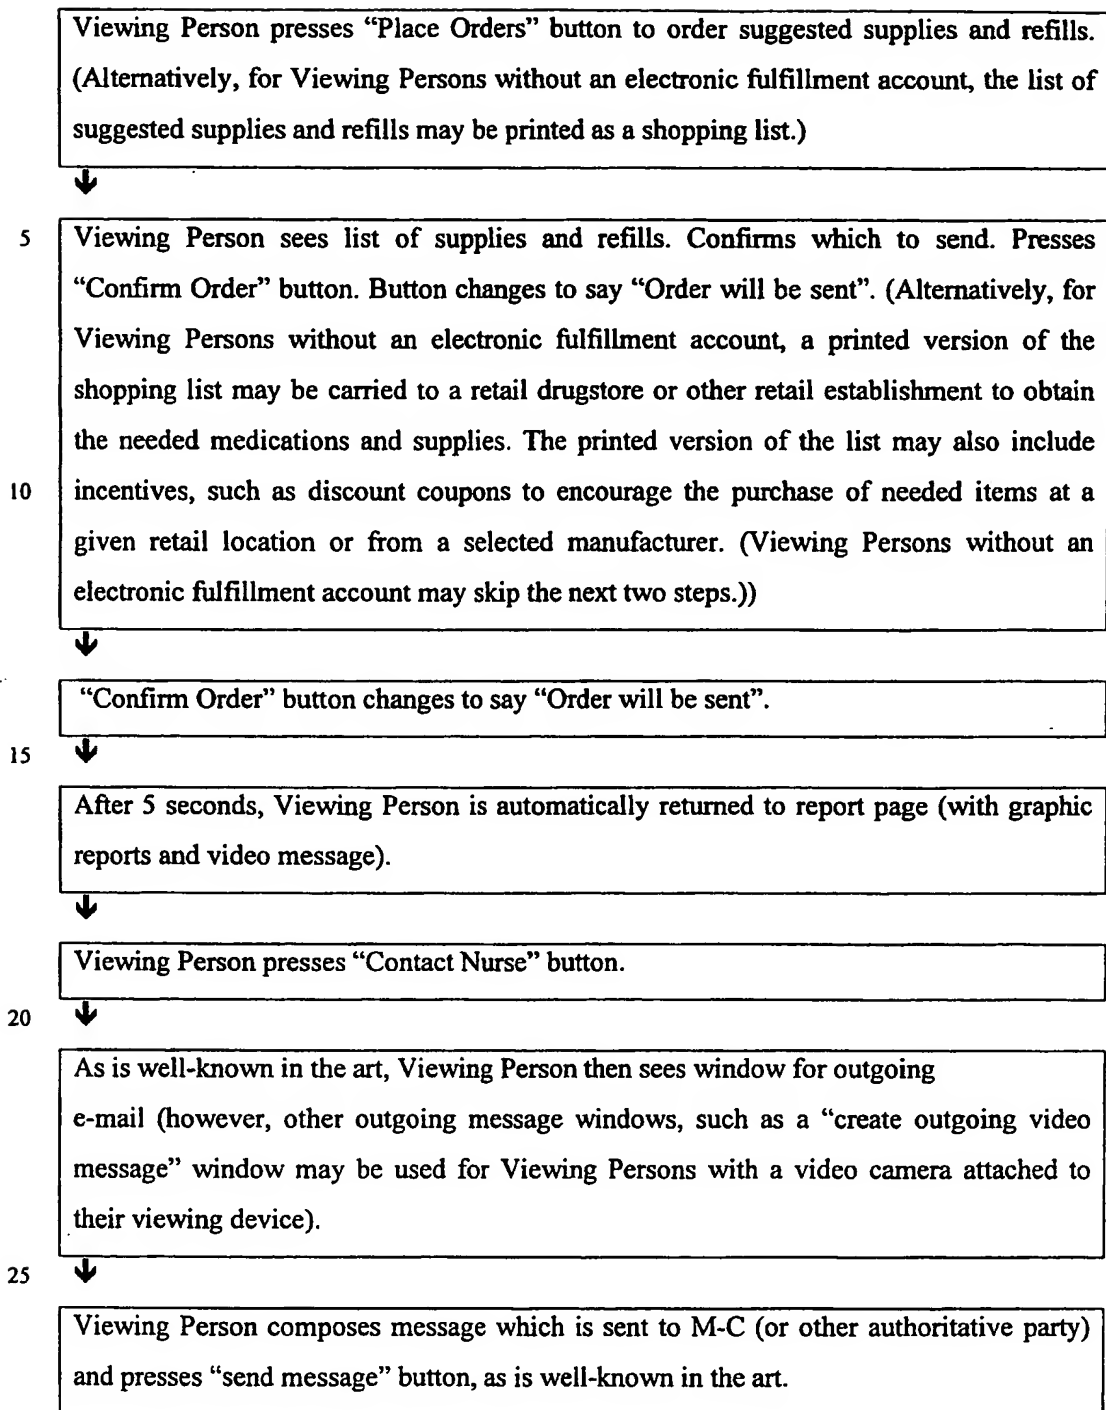 Viewing Person presses “Place Orders” button to order suggested supplies and refills.
(Alternatively, for Viewing Persons without an electronic fulfillment account, the list of
suggested supplies and refills may be printed as a shopping list.)
↓
5 Viewing Person sees list of supplies and refills. Confirms which to send. Presses
“Confirm Order” button. Button changes to say “Order will be sent”. (Alternatively, for
Viewing Persons without an electronic fulfillment account, a printed version of the
shopping list may be carried to a retail drugstore or other retail establishment to obtain
the needed medications and supplies. The printed version of the list may also include
10 incentives, such as discount coupons to encourage the purchase of needed items at a
given retail location or from a selected manufacturer. (Viewing Persons without an
electronic fulfillment account may skip the next two steps.))
↓
“Confirm Order” button changes to say “Order will be sent”.
15 ↓
After 5 seconds, Viewing Person is automatically returned to report page (with graphic
reports and video message).
↓
Viewing Person presses “Contact Nurse” button.
20 ↓
As is well-known in the art, Viewing Person then sees window for outgoing
e-mail (however, other outgoing message windows, such as a “create outgoing video
message” window may be used for Viewing Persons with a video camera attached to
their viewing device).
25 ↓
Viewing Person composes message which is sent to M-C (or other authoritative party)
and presses “send message” button, as is well-known in the art.